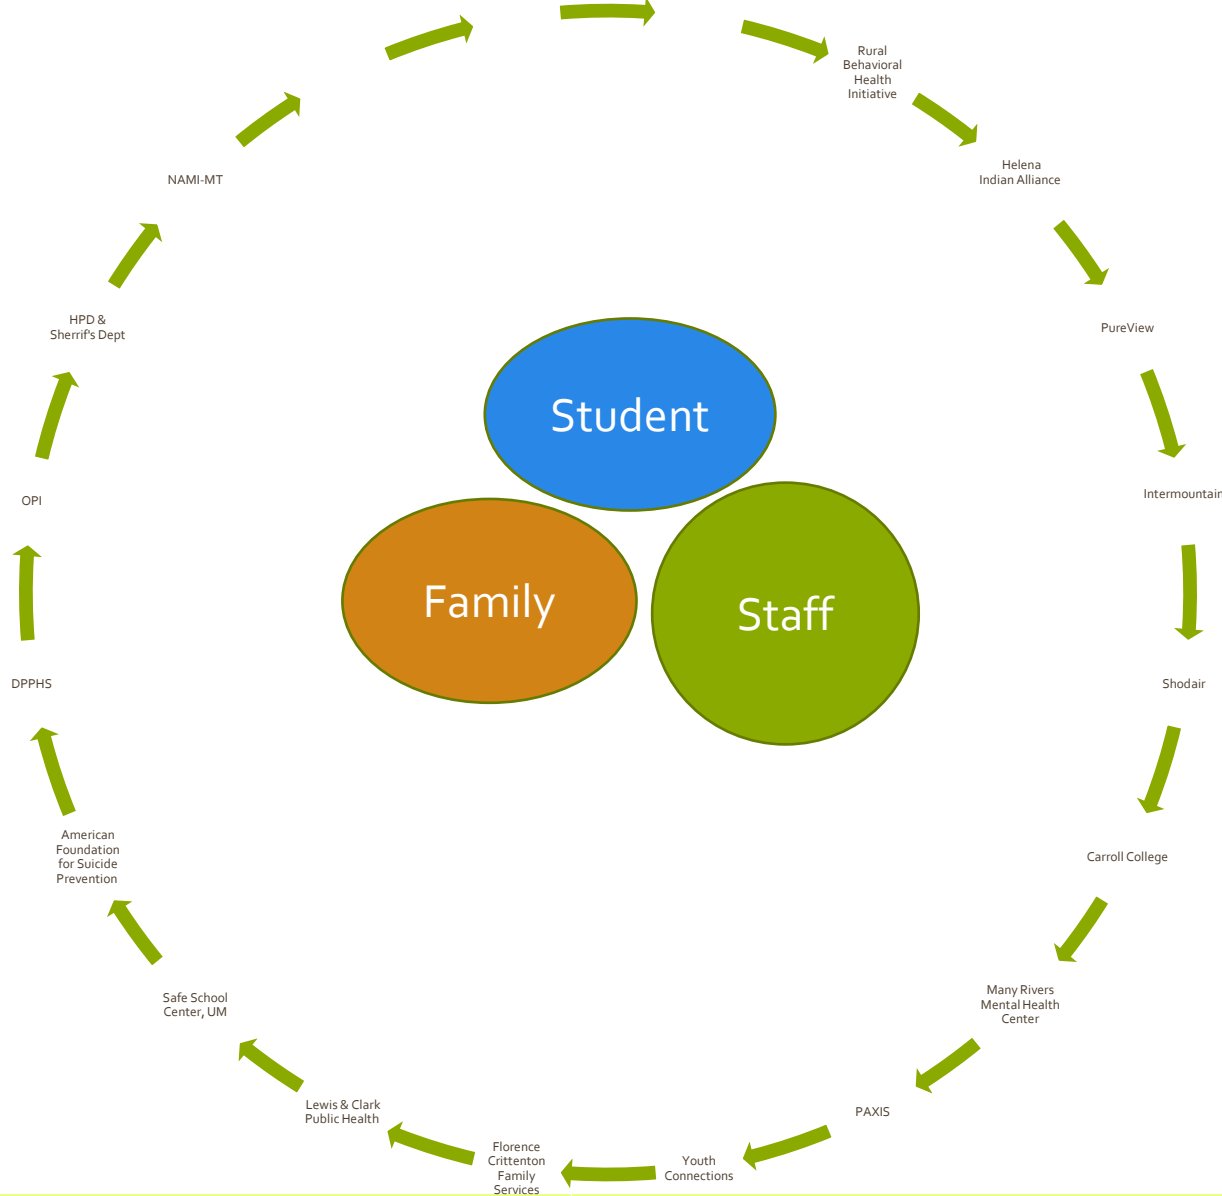 Rural
Behavioral
Health
Initiative
Helena
Indian Alliance
PureView
Intermountain
Shodair
Carroll College
Many Rivers
Mental Health
Center
PAXIS
Youth
Connections
Florence
Crittenton
Family
Services
Lewis & Clark
Public Health
Safe School
Center, UM
American
Foundation
for Suicide
Prevention
DPPHS
OPI
HPD &
Sherrif's Dept
NAMI-MT
Student
Family
Staff